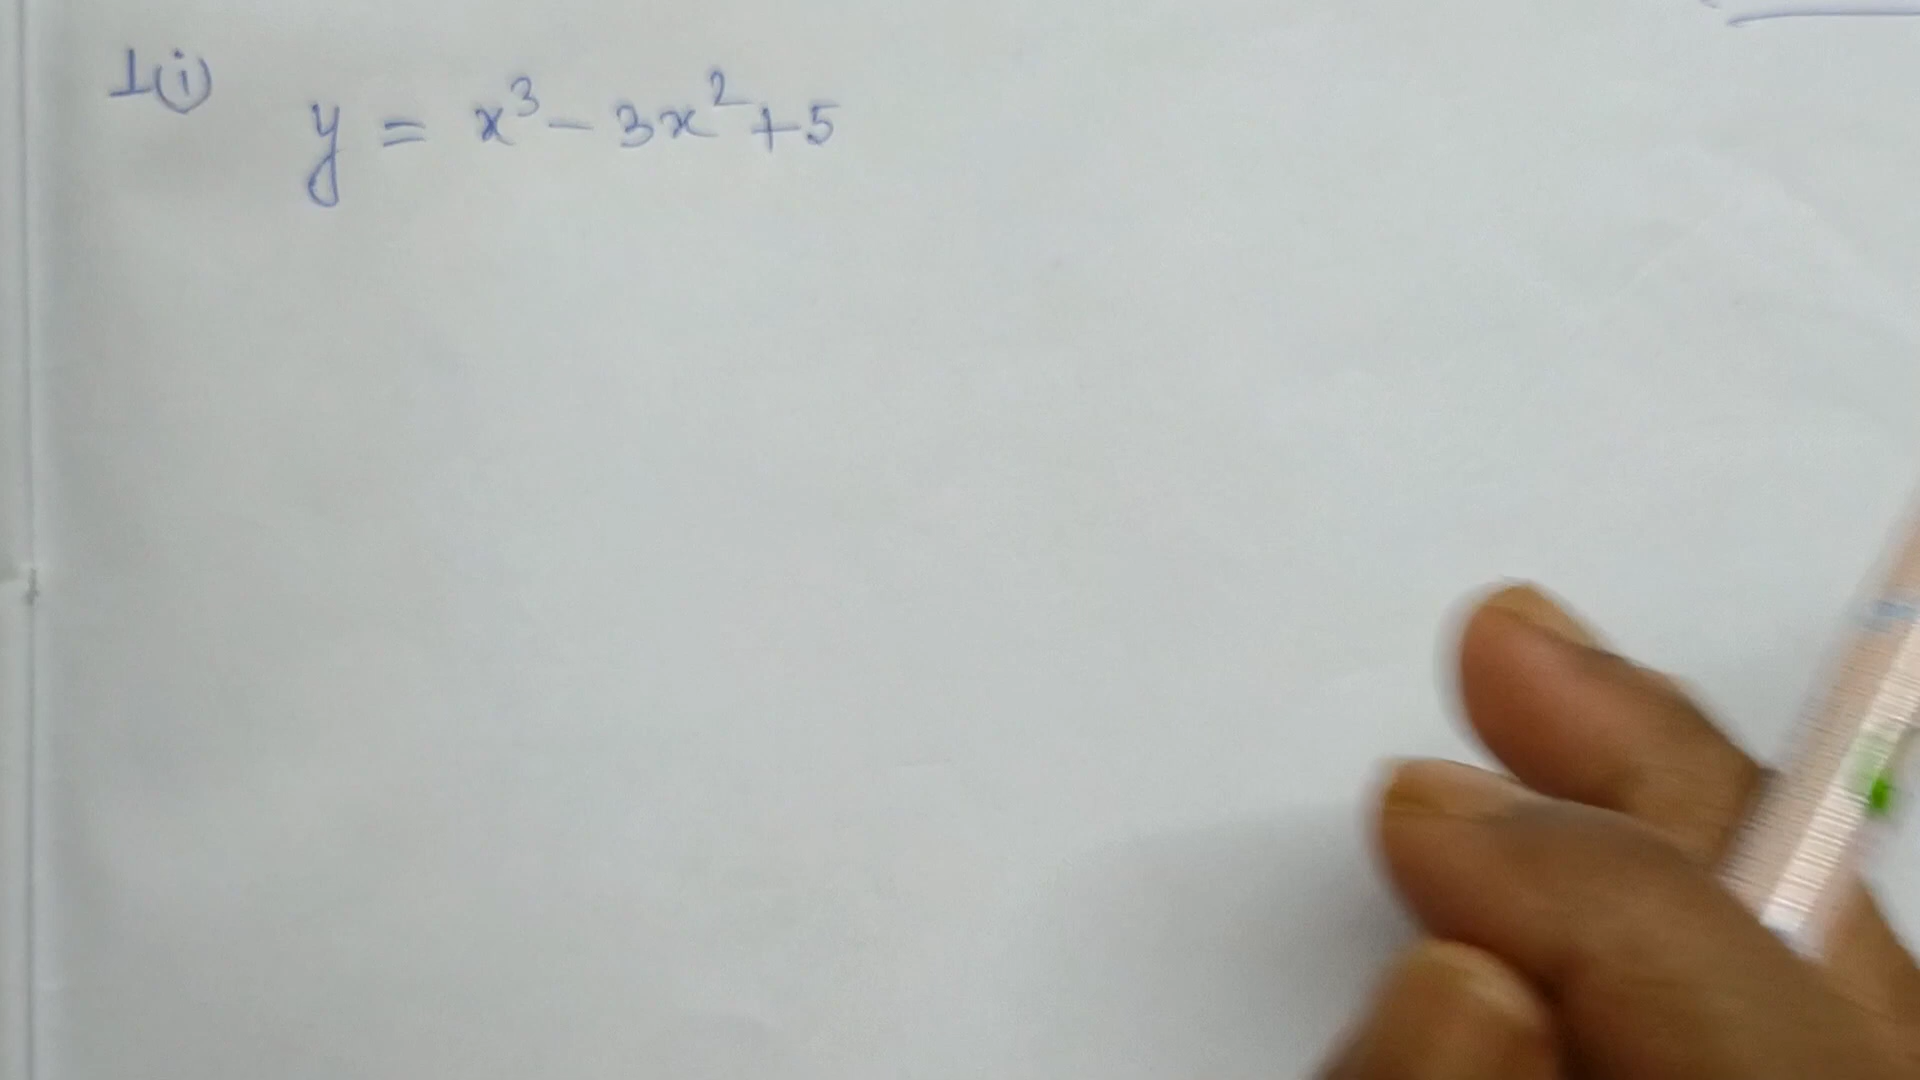 1(i)
y = x³ - 3x² + 5